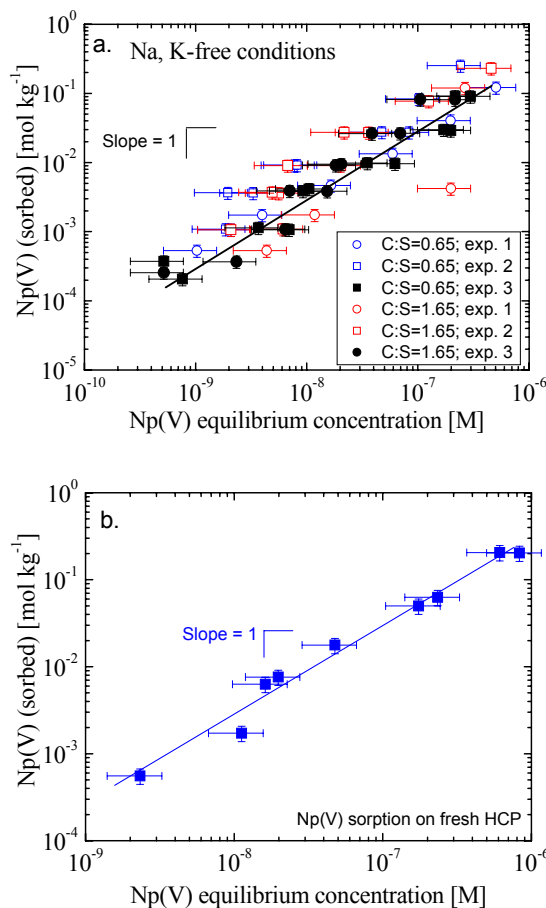 a.
Na, K-free conditions
Slope = 1
Np(V) (sorbed) [mol kg⁻¹]
10⁰
10⁻¹
10⁻²
10⁻³
10⁻⁴
10⁻⁵
C:S=0.65; exp. 1
C:S=0.65; exp. 2
C:S=0.65; exp. 3
C:S=1.65; exp. 1
C:S=1.65; exp. 2
C:S=1.65; exp. 3
10⁻¹⁰ 10⁻⁹ 10⁻⁸ 10⁻⁷ 10⁻⁶
Np(V) equilibrium concentration [M]
b.
Slope = 1
Np(V) (sorbed) [mol kg⁻¹]
10⁰
10⁻¹
10⁻²
10⁻³
10⁻⁴
Np(V) sorption on fresh HCP
10⁻⁹ 10⁻⁸ 10⁻⁷ 10⁻⁶
Np(V) equilibrium concentration [M]